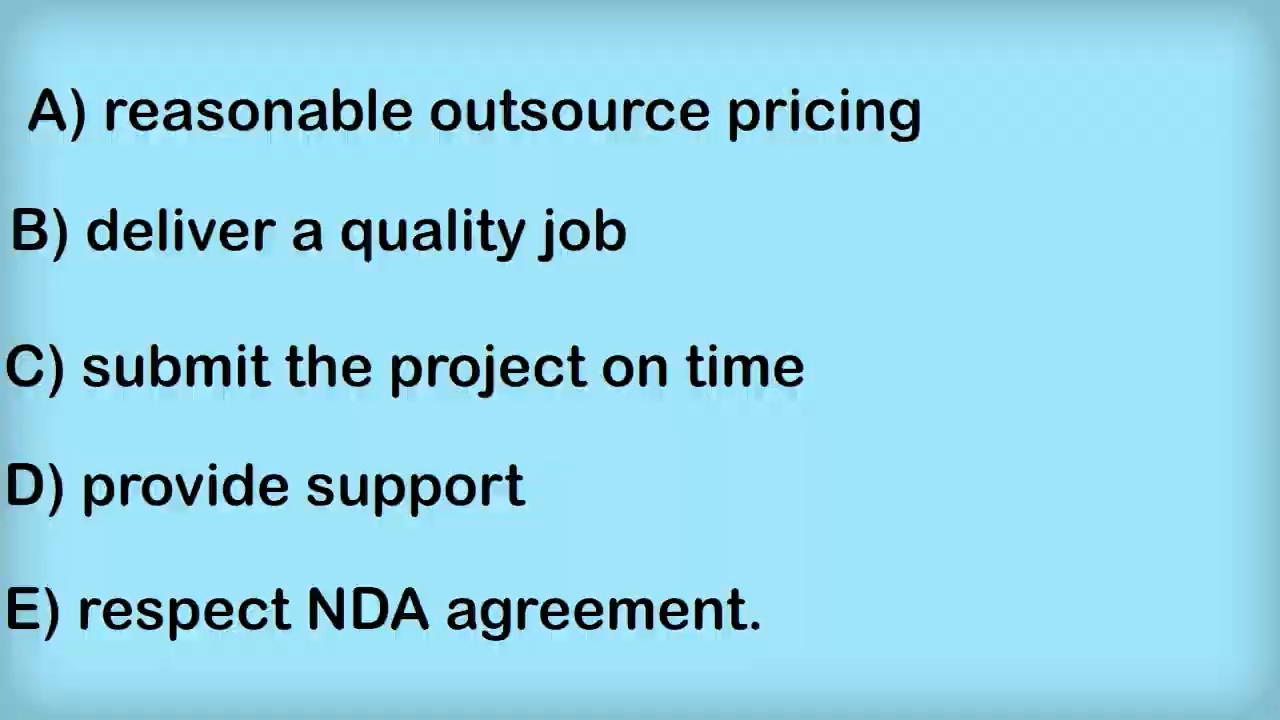 A) reasonable outsource pricing
B) deliver a quality job
C) submit the project on time
D) provide support
E) respect NDA agreement.